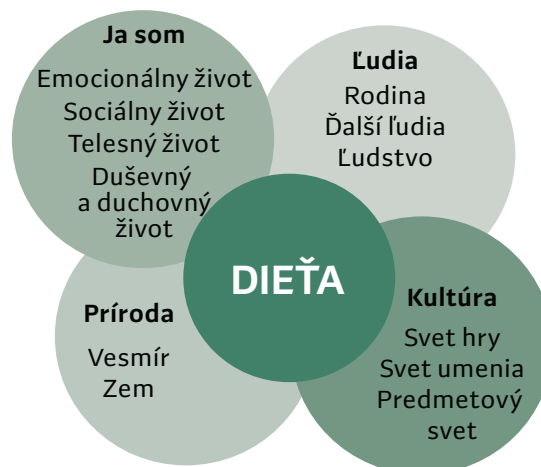 Ja som
Emocionálny život
Sociálny život
Telesný život
Duševný
a duchovný
život
Ľudia
Rodina
Ďalší ľudia
Ľudstvo
DIEŤA
Príroda
Vesmír
Zem
Kultúra
Svet hry
Svet umenia
Predmetový
svet